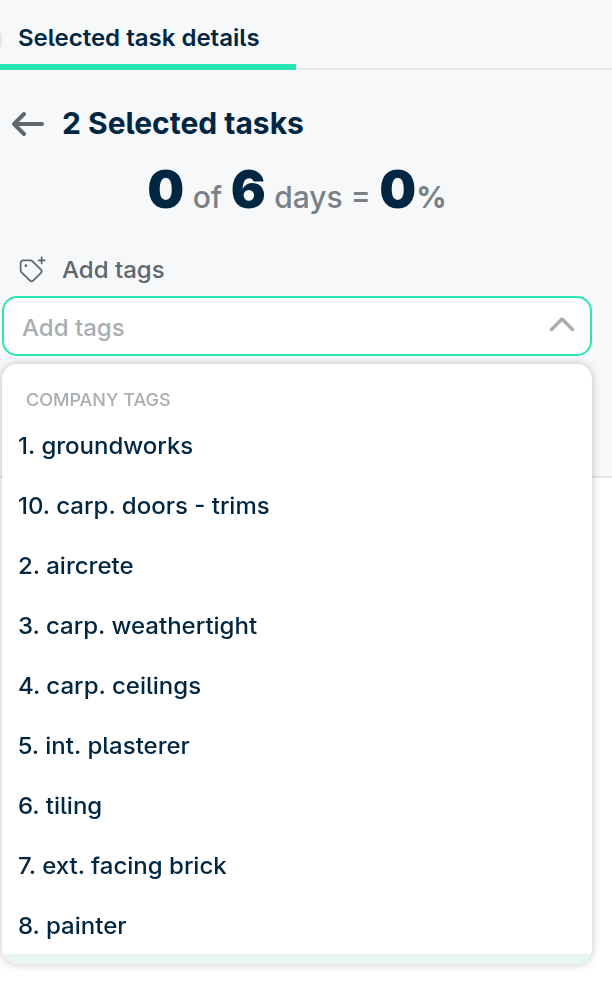 Selected task details
2 Selected tasks
0 of 6 days = 0%
Add tags
Add tags
COMPANY TAGS
1. groundworks
10. carp. doors - trims
2. aircrete
3. carp. weathertight
4. carp. ceilings
5. int. plasterer
6. tiling
7. ext. facing brick
8. painter